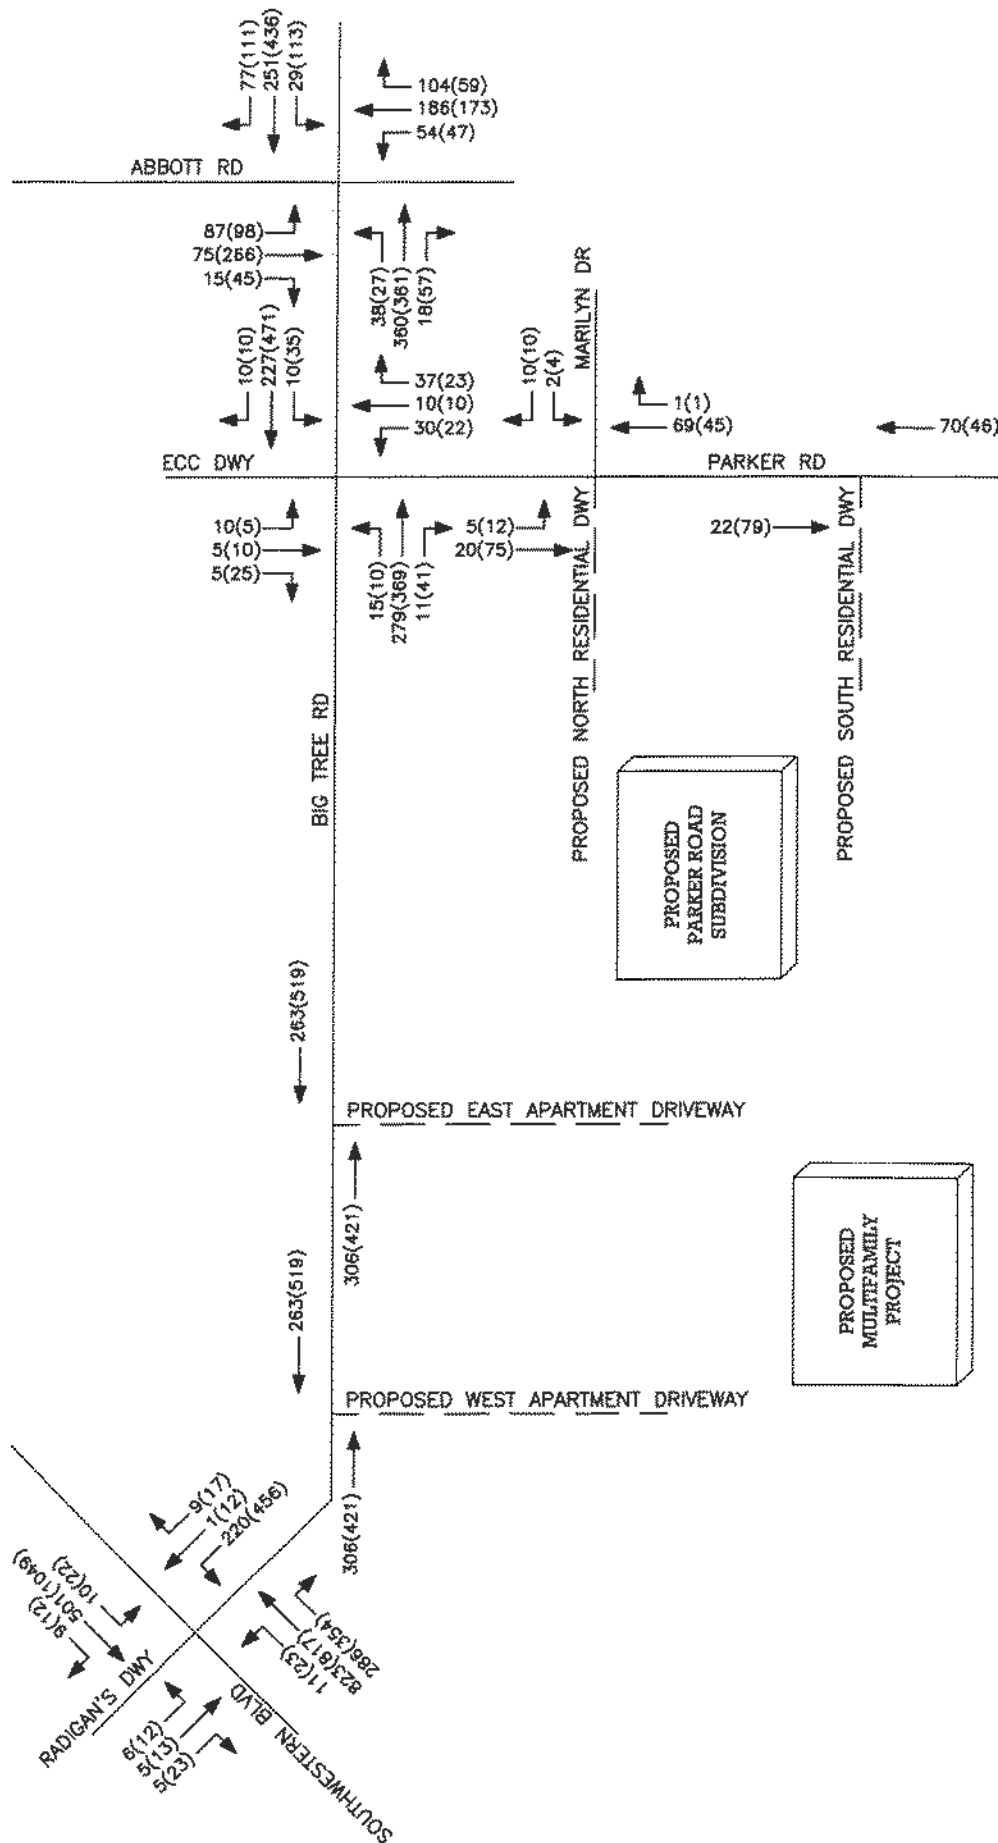 77(111)
251(436)
29(113)
104(59)
186(173)
54(47)
ABBOTT RD
87(98)
75(266)
15(45)
38(27)
360(361)
18(57)
MARILYN DR
10(10)
227(471)
10(35)
37(23)
10(10)
30(22)
10(10)
2(4)
1(1)
69(45)
70(46)
ECC DWY
PARKER RD
10(5)
5(10)
5(25)
15(10)
279(369)
11(41)
5(12)
20(75)
22(79)
PROPOSED NORTH RESIDENTIAL DWY
PROPOSED SOUTH RESIDENTIAL DWY
BIG TREE RD
PROPOSED
PARKER ROAD
SUBDIVISION
263(519)
PROPOSED EAST APARTMENT DRIVEWAY
306(421)
263(519)
PROPOSED
MULTIFAMILY
PROJECT
PROPOSED WEST APARTMENT DRIVEWAY
306(421)
9(17)
1(12)
220(456)
10(22)
501(1049)
9(12)
RADIGAN'S DWY
11(23)
823(817)
286(354)
6(12)
5(13)
5(23)
SOUTHWESTERN BLVD